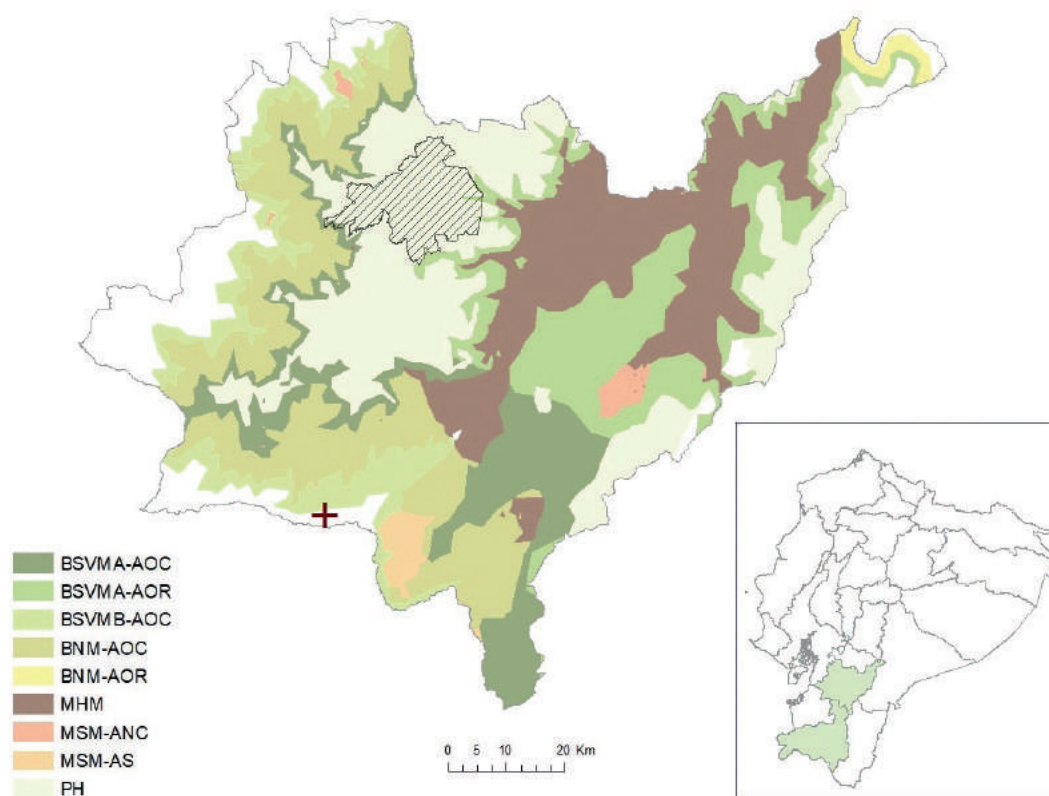 BSVMA-AOC
BSVMA-AOR
BSVMB-AOC
BNM-AOC
BNM-AOR
MHM
MSM-ANC
MSM-AS
PH
0 5 10 20 Km